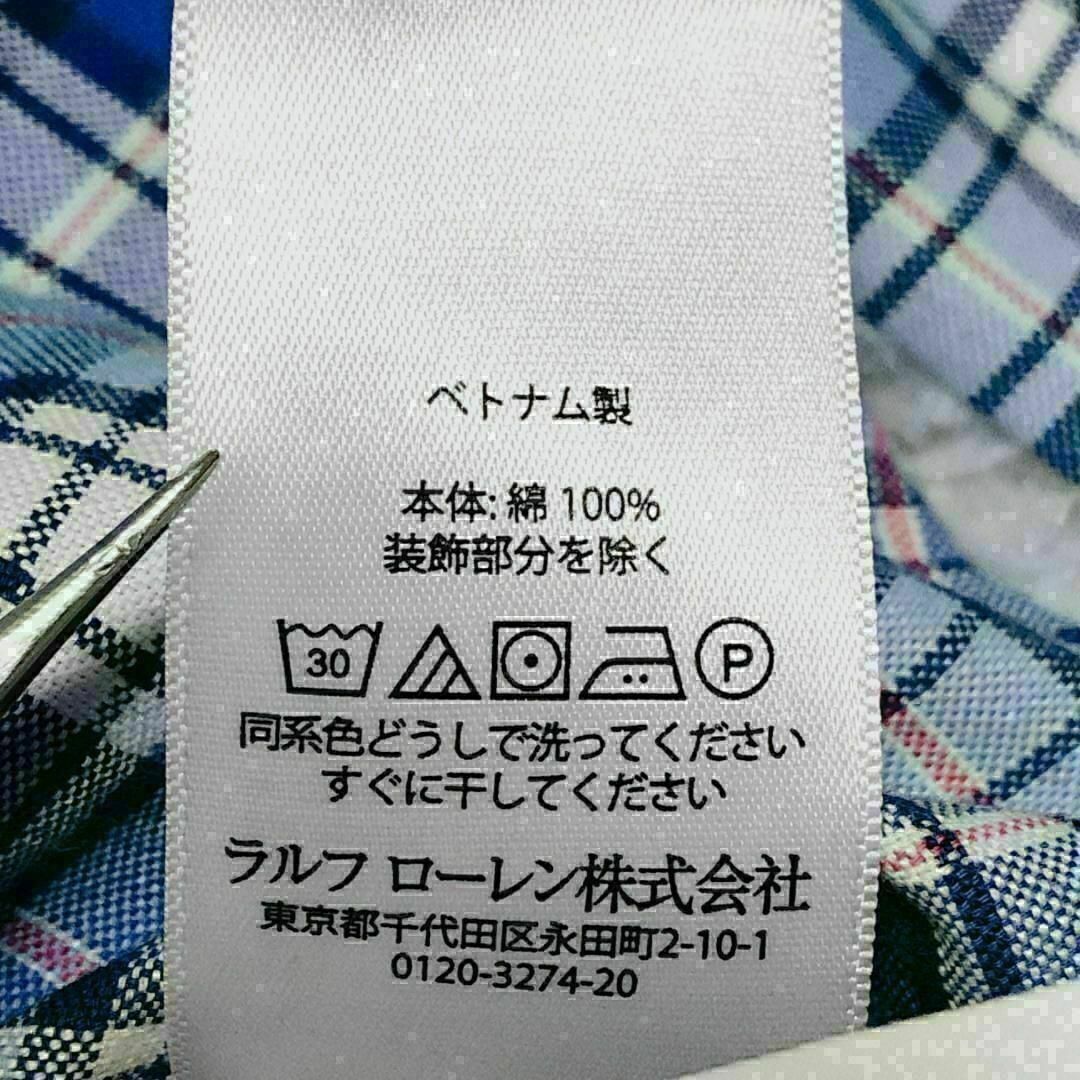 ベトナム製
本体: 綿 100%
装飾部分を除く
30 P
同系色どうしで洗ってください
すぐに干してください
ラルフ ローレン株式会社
東京都千代田区永田町2-10-1
0120-3274-20